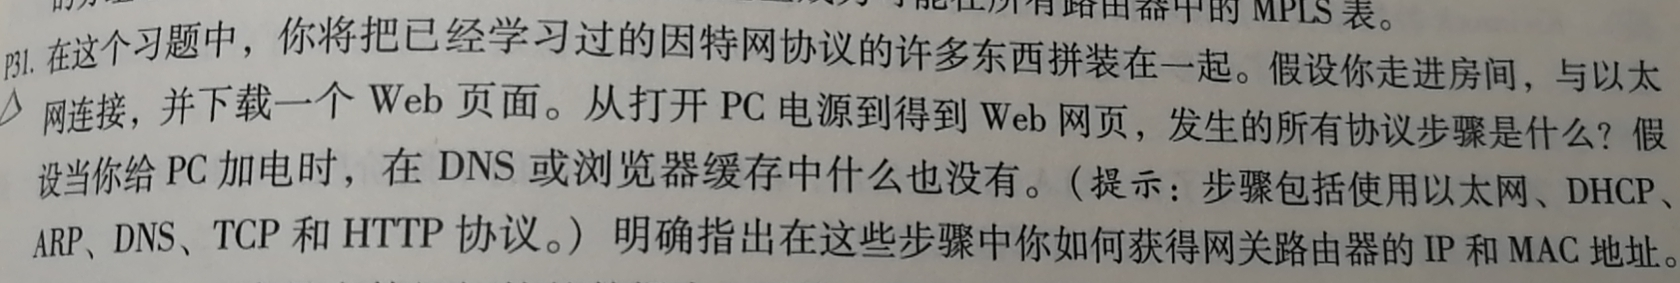 能在所有路由器中的 MPLS 表。
P31. 在这个习题中，你将把已经学习过的因特网协议的许多东西拼装在一起。假设你走进房间，与以太
网连接，并下载一个 Web 页面。从打开 PC 电源到得到 Web 网页，发生的所有协议步骤是什么？假
设当你给 PC 加电时，在 DNS 或浏览器缓存中什么也没有。（提示：步骤包括使用以太网、DHCP、
ARP、DNS、TCP 和 HTTP 协议。）明确指出在这些步骤中你如何获得网关路由器的 IP 和 MAC 地址。